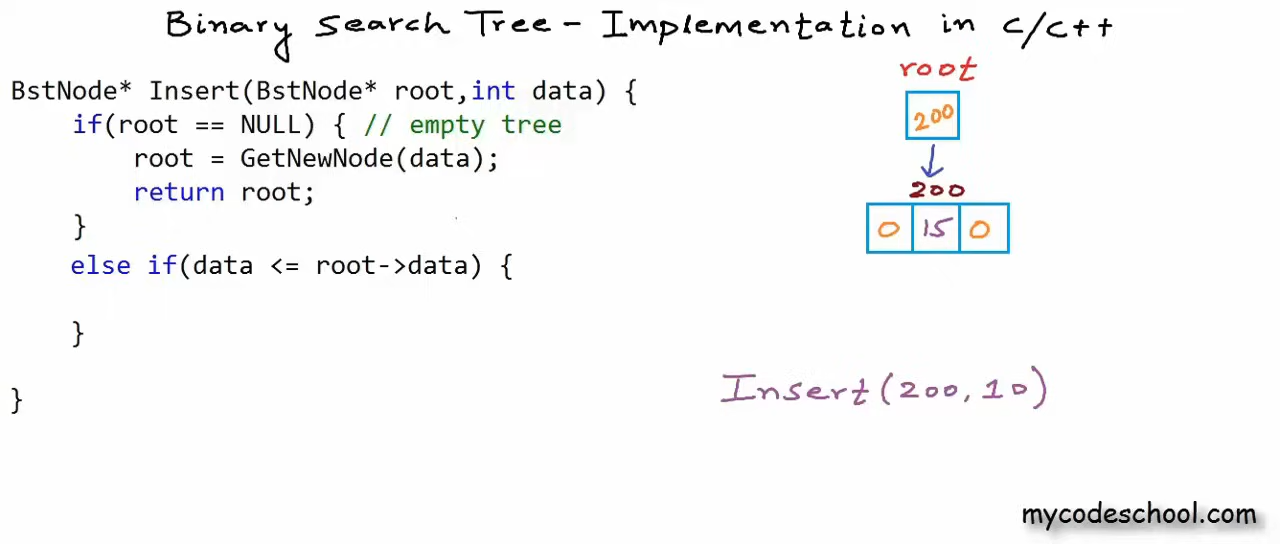 Binary Search Tree - Implementation in C/C++
BstNode* Insert(BstNode* root,int data) {
if(root == NULL) { // empty tree
root = GetNewNode(data);
return root;
}
else if(data <= root->data) {
}
}
root
200
200
0 15 0
Insert(200, 10)
mycodeschool.com